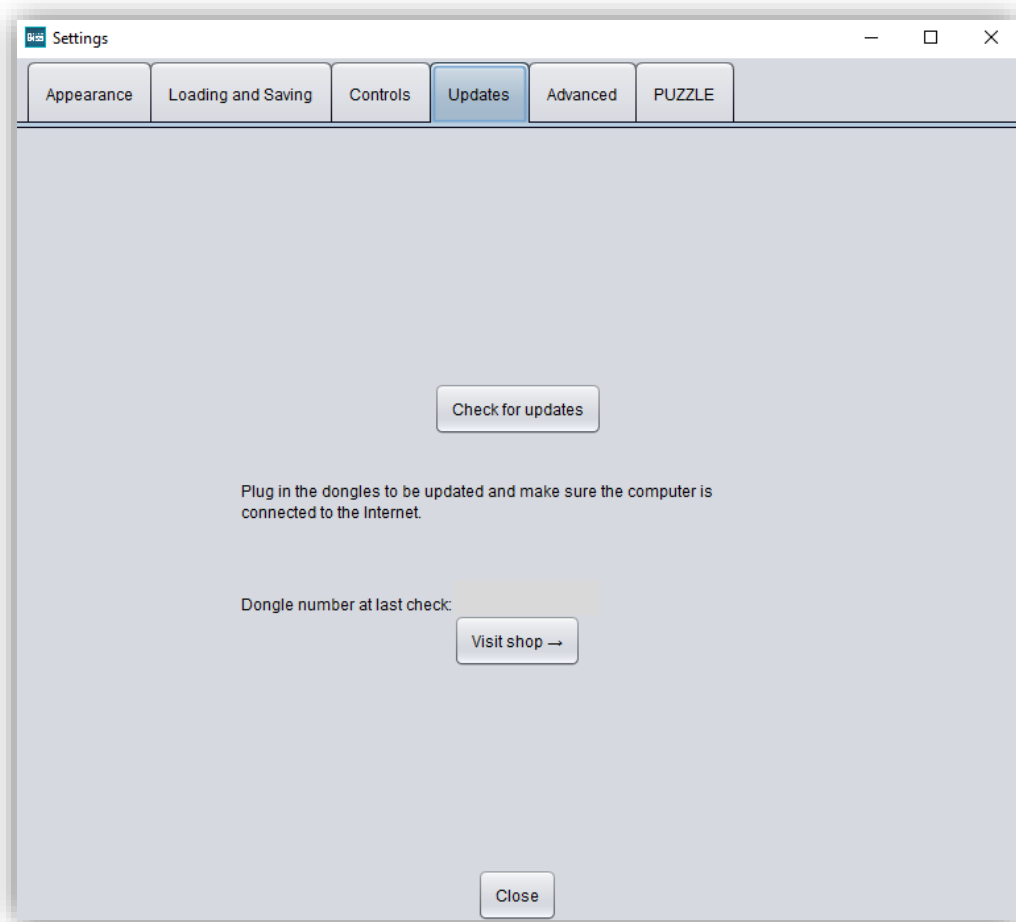 Settings
Appearance Loading and Saving Controls Updates Advanced PUZZLE
Check for updates
Plug in the dongles to be updated and make sure the computer is
connected to the Internet.
Dongle number at last check:
Visit shop →
Close